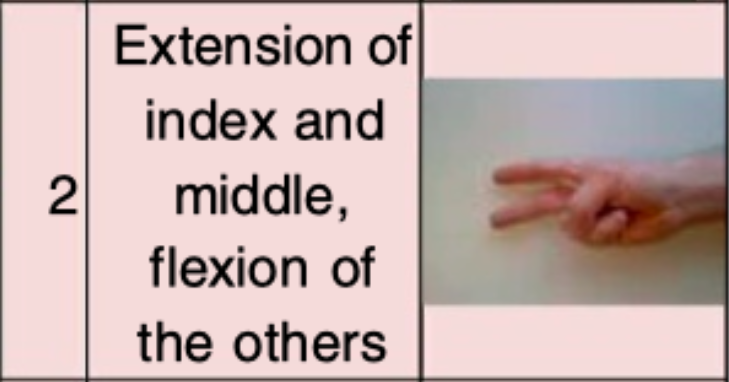 2
Extension of
index and
middle,
flexion of
the others